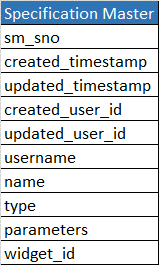 Specification Master
sm_sno
created_timestamp
updated_timestamp
created_user_id
updated_user_id
username
name
type
parameters
widget_id